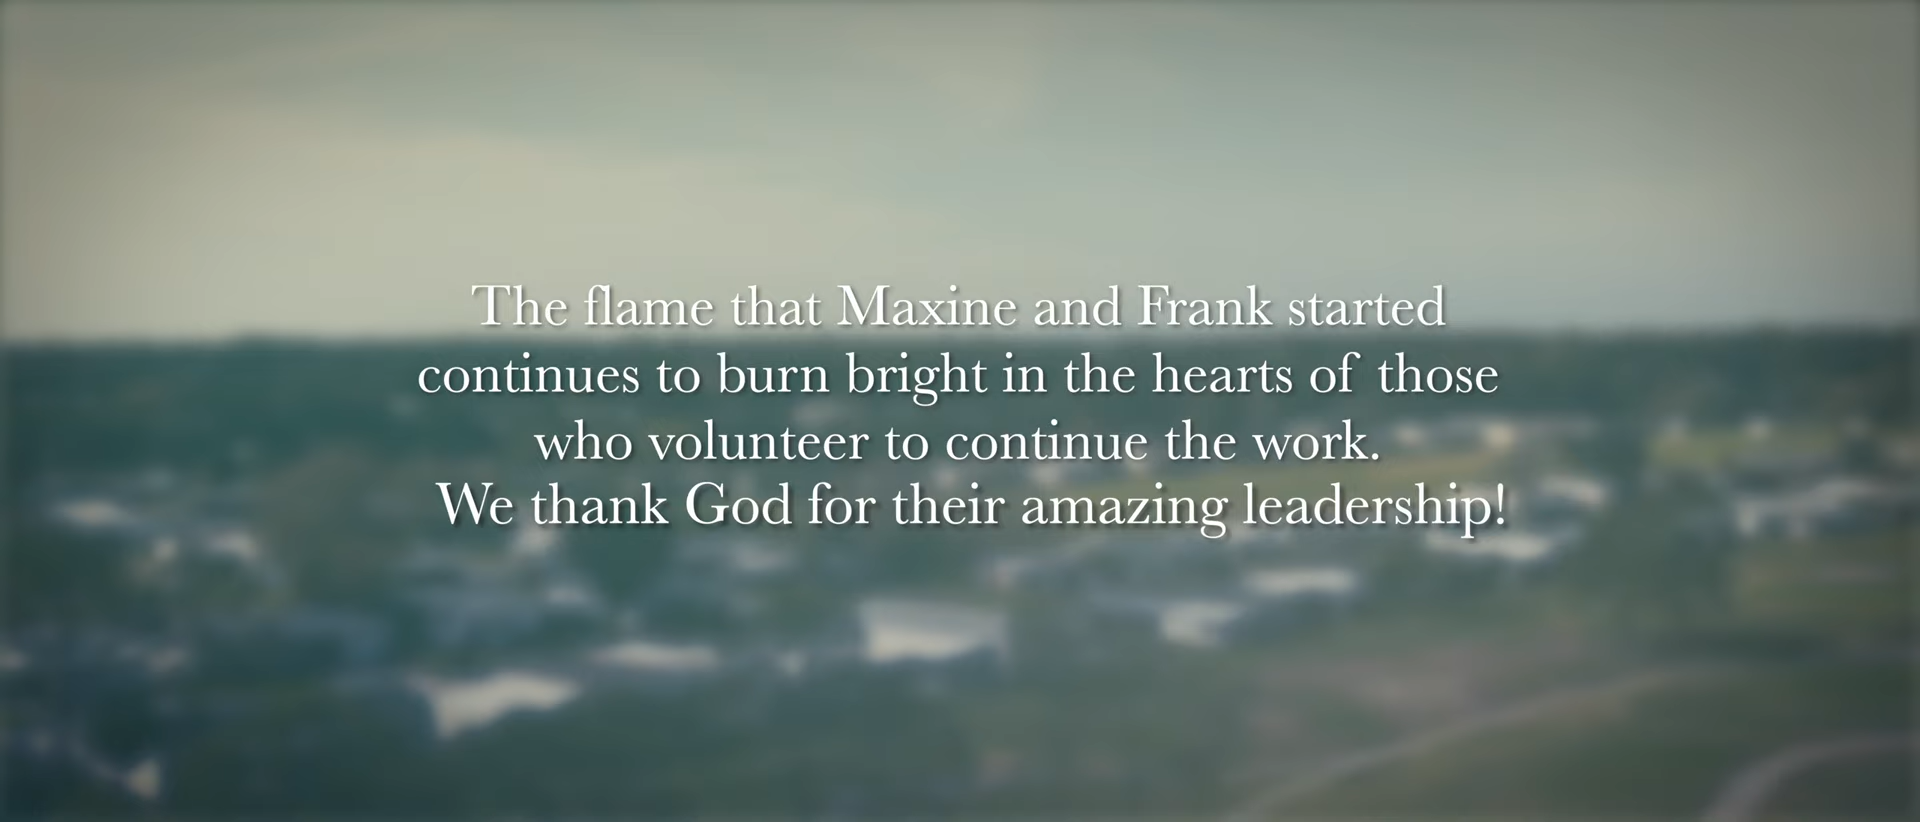 The flame that Maxine and Frank started
continues to burn bright in the hearts of those
who volunteer to continue the work.
We thank God for their amazing leadership!